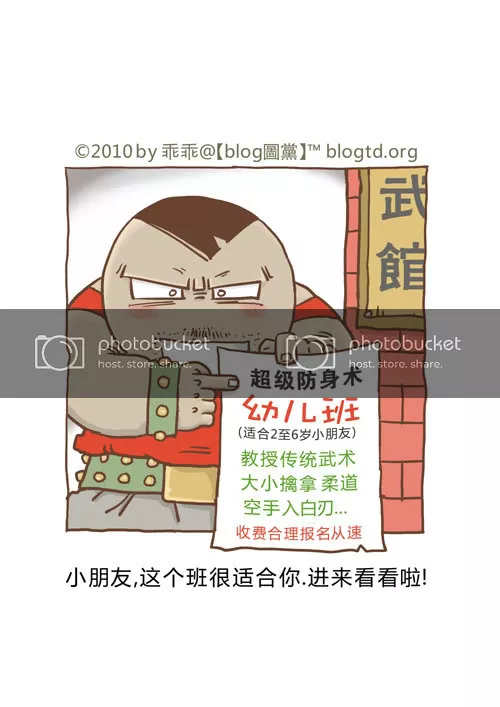 ©2010 by 乖乖@【blog圖黨】™ blogtd.org
武館
photobucket
host. store. share.
photobucket
host. store. share.
超级防身术
幼儿班
(适合2至6岁小朋友)
教授传统武术
大小擒拿 柔道
空手入白刃...
收费合理报名从速
小朋友,这个班很适合你.进来看看啦!